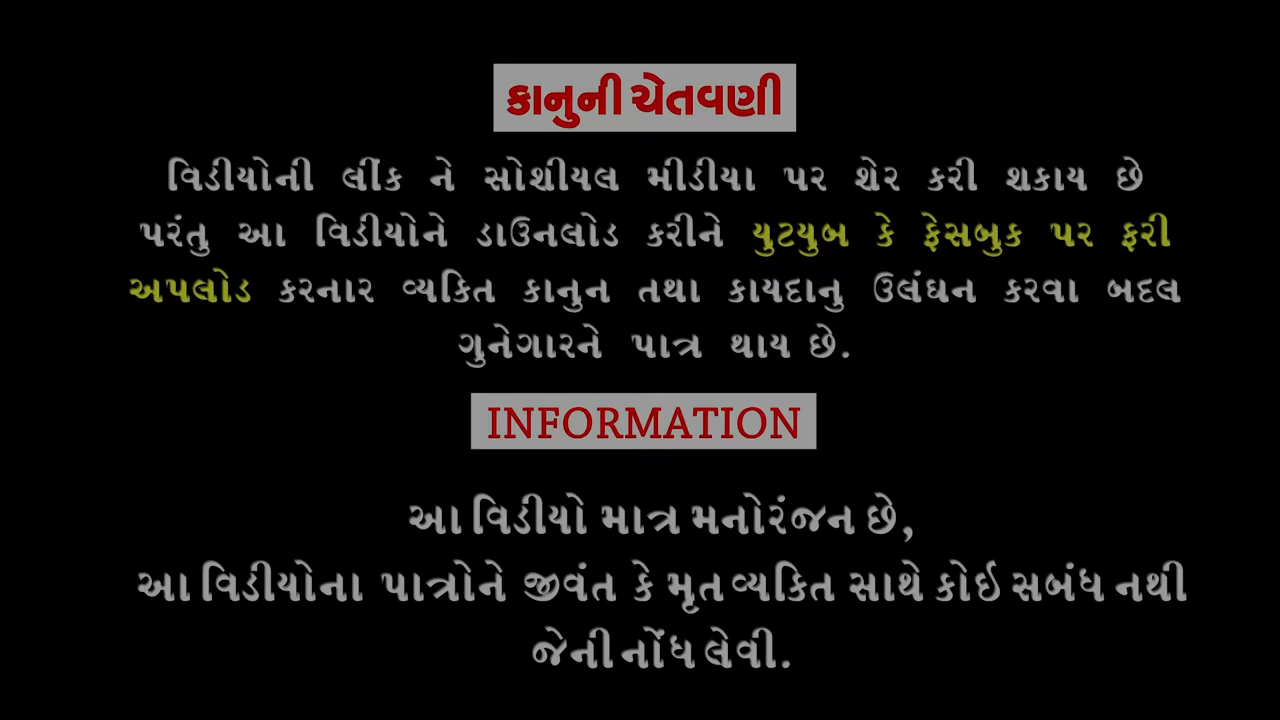 કાનુની ચેતવણી
વિડીયોની લીંક ને સોશીયલ મીડીયા પર શેર કરી શકાય છે
પરંતુ આ વિડીયોને ડાઉનલોડ કરીને યુટયુબ કે ફેસબુક પર ફરી
અપલોડ કરનાર વ્યકિત કાનુન તથા કાયદાનુ ઉલંઘન કરવા બદલ
ગુનેગારને પાત્ર થાય છે.
INFORMATION
આ વિડીયો માત્ર મનોરંજન છે,
આ વિડીયોના પાત્રોને જીવંત કે મૃત વ્યકિત સાથે કોઇ સબંધ નથી
જેની નોંધ લેવી.